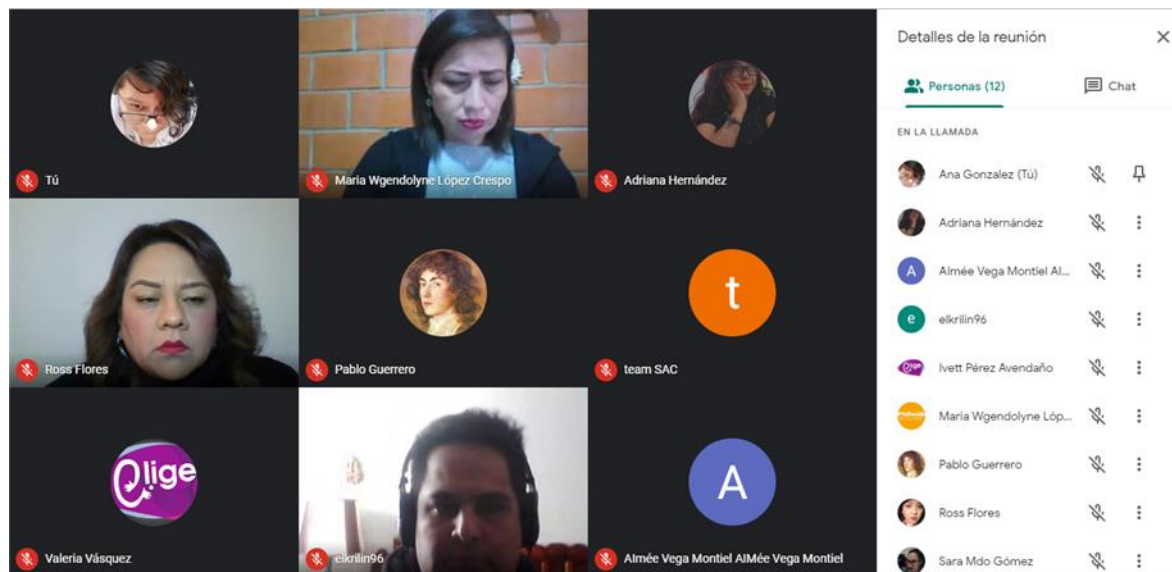 Tú
Maria Wgendolyne López Crespo
Adriana Hernández
Ross Flores
Pablo Guerrero
t
team SAC
elige
Valeria Vásquez
elkrilin96
A
AImée Vega Montiel AIMée Vega Montiel
Detalles de la reunión
Personas (12)
Chat
EN LA LLAMADA
Ana Gonzalez (Tú)
Adriana Hernández
A AImée Vega Montiel AI...
e elkrilin96
elige Ivett Pérez Avendaño
Maria Wgendolyne Lóp...
Pablo Guerrero
Ross Flores
Sara Mdo Gómez